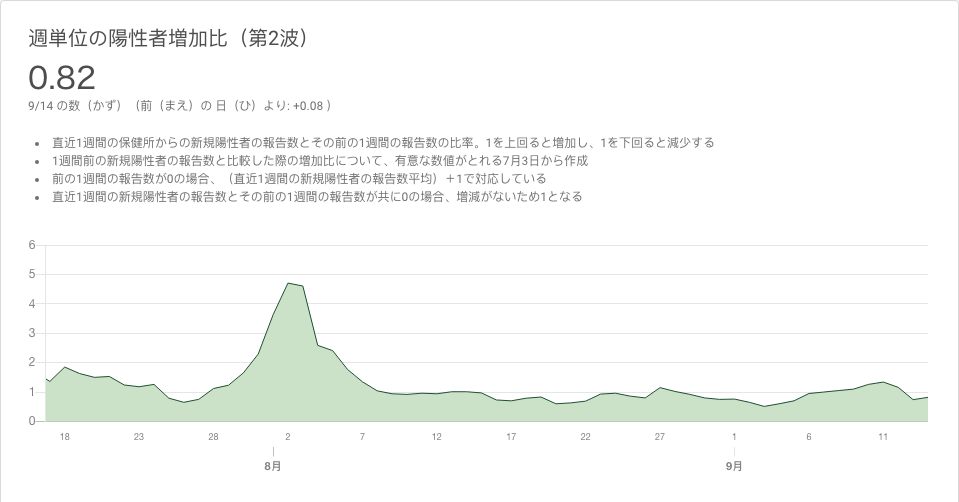 週単位の陽性者増加比（第2波）
0.82
9/14 の数（かず）（前（まえ）の 日（ひ）より: +0.08 ）
直近1週間の保健所からの新規陽性者の報告数とその前の1週間の報告数の比率。1を上回ると増加し、1を下回ると減少する
1週間前の新規陽性者の報告数と比較した際の増加比について、有意な数値がとれる7月3日から作成
前の1週間の報告数が0の場合、（直近1週間の新規陽性者の報告数平均）＋1で対応している
直近1週間の新規陽性者の報告数とその前の1週間の報告数が共に0の場合、増減がないため1となる
6
5
4
3
2
1
0
18 23 28 2 7 12 17 22 27 1 6 11
8月 9月